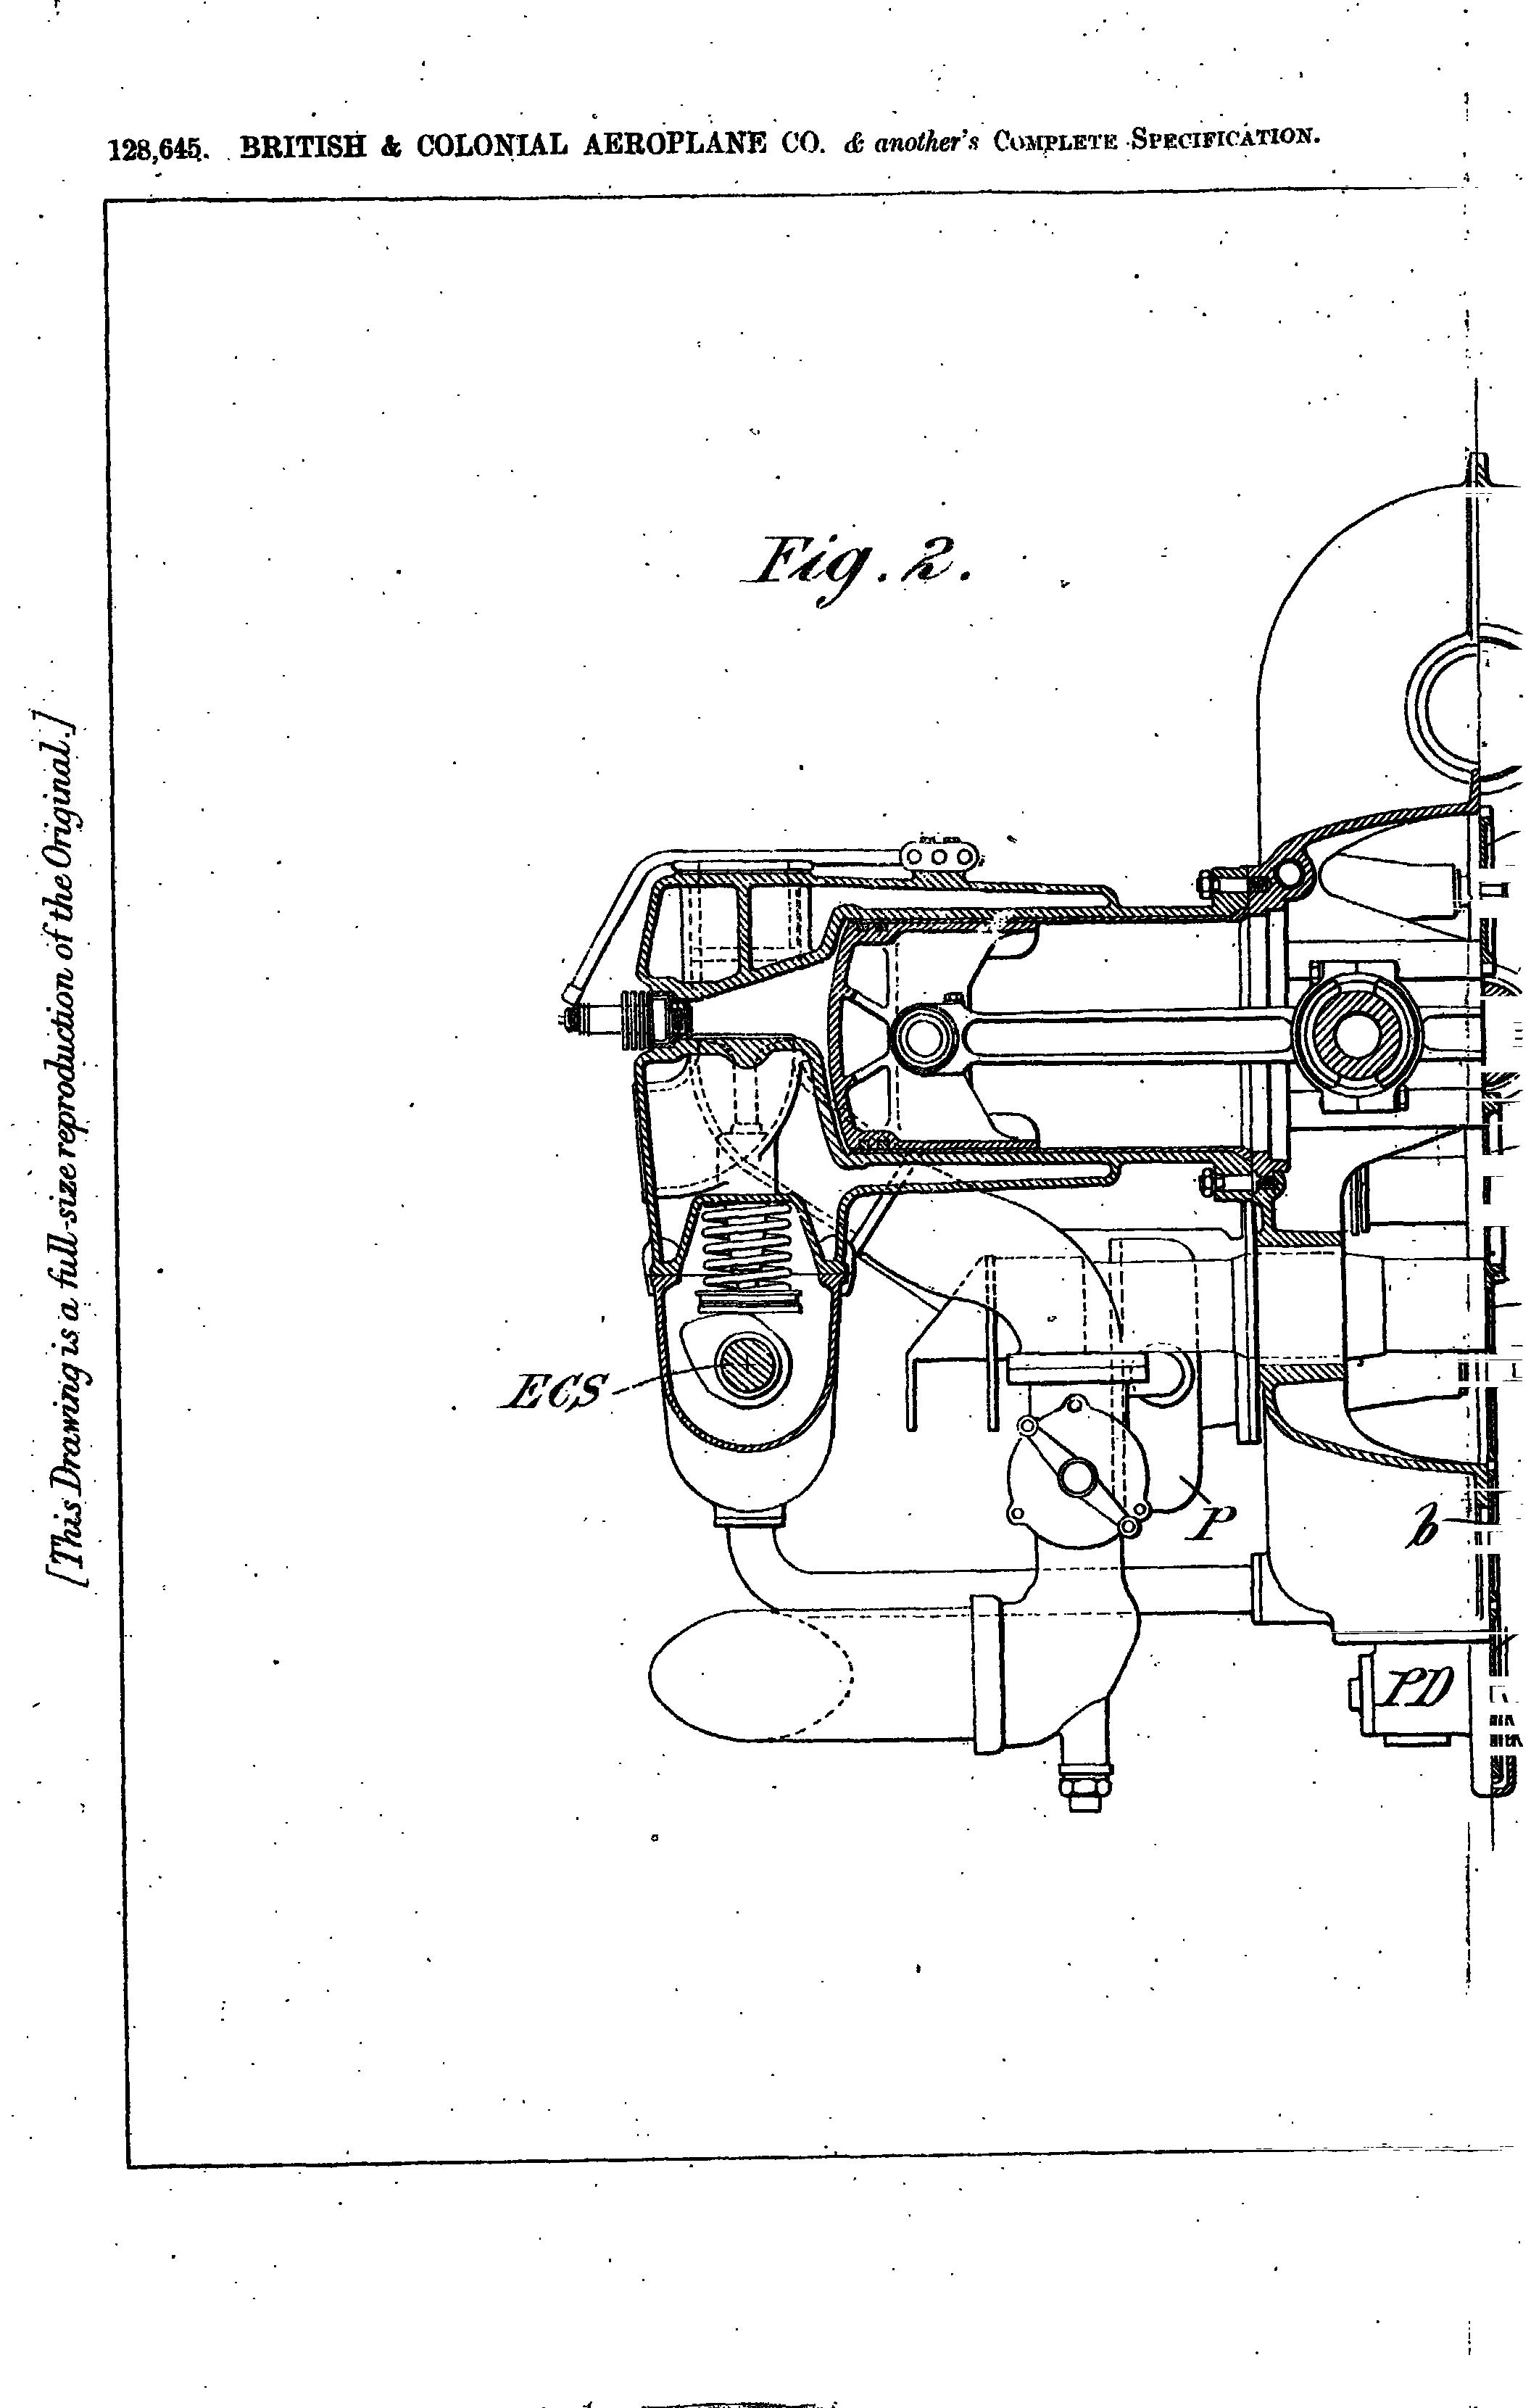 128,645. BRITISH & COLONIAL AEROPLANE CO. & another's COMPLETE SPECIFICATION.
[This Drawing is a full-size reproduction of the Original.]
Fig. 2.
ECS
P
b
PD